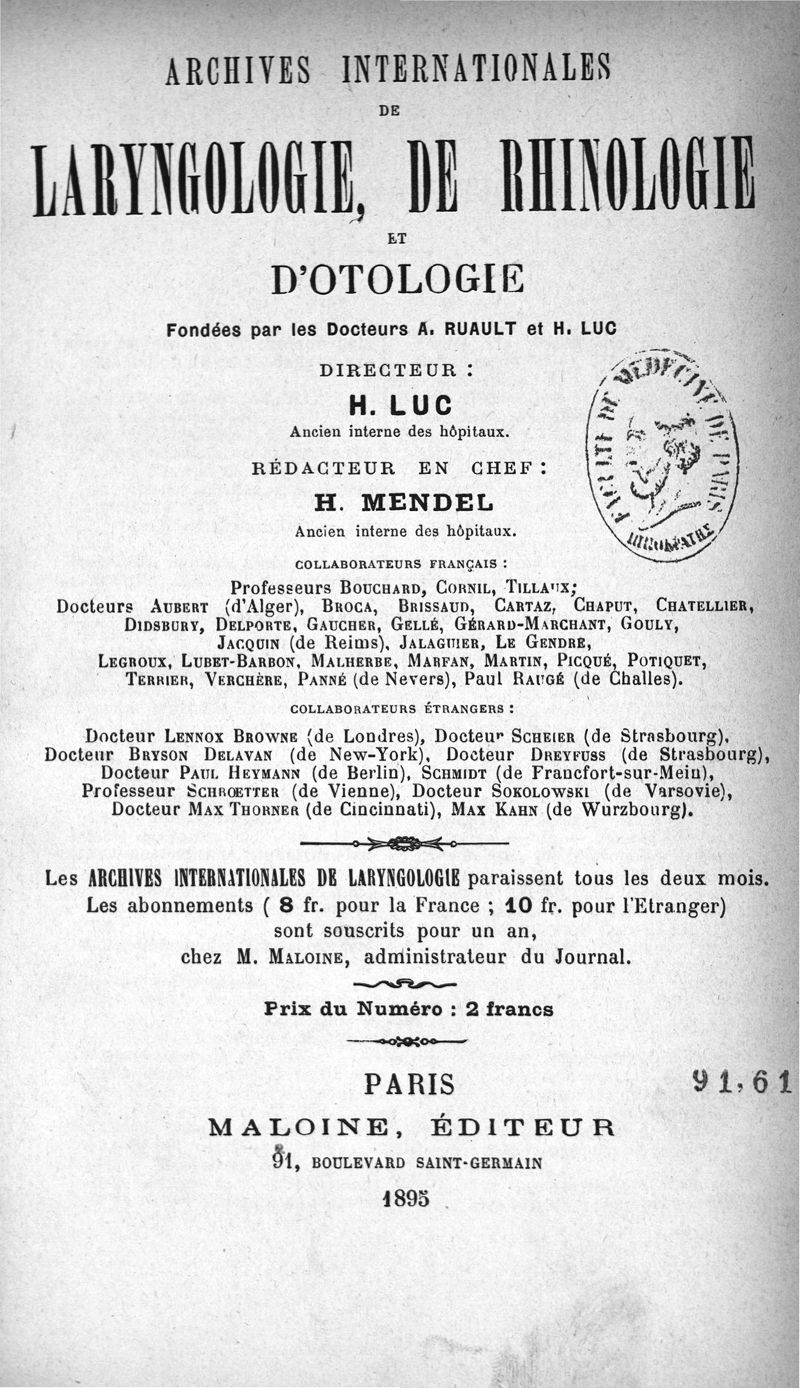 ARCHIVES INTERNATIONALES
DE
LARYNGOLOGIE, DE RHINOLOGIE
ET
D'OTOLOGIE
Fondées par les Docteurs A. RUAULT et H. LUC
DIRECTEUR :
H. LUC
Ancien interne des hôpitaux.
RÉDACTEUR EN CHEF :
H. MENDEL
Ancien interne des hôpitaux.
FACULTE DE MÉDECINE DE PARIS
COLLABORATEURS FRANÇAIS :
Professeurs BOUCHARD, CORNIL, TILLAUX;
Docteurs AUBERT (d'Alger), BROCA, BRISSAUD, CARTAZ, CHAPUT, CHATELLIER,
DIDSBURY, DELPORTE, GAUCHER, GELLÉ, GÉRARD-MARCHANT, GOULY,
JACQUIN (de Reims), JALAGUIER, LE GENDRE,
LEGROUX, LUBET-BARBON, MALHERBE, MARFAN, MARTIN, PICQUÉ, POTIQUET,
TERRIER, VERCHÈRE, PANNÉ (de Nevers), Paul RAUGÉ (de Challes).
COLLABORATEURS ÉTRANGERS :
Docteur LENNOX BROWNE (de Londres), Docteur SCHEIER (de Strasbourg),
Docteur BRYSON DELAVAN (de New-York), Docteur DREYFUSS (de Strasbourg),
Docteur PAUL HEYMANN (de Berlin), SCHMIDT (de Francfort-sur-Mein),
Professeur SCHRŒTTER (de Vienne), Docteur SOKOLOWSKI (de Varsovie),
Docteur MAX THORNER (de Cincinnati), MAX KAHN (de Wurzbourg).
Les ARCHIVES INTERNATIONALES DE LARYNGOLOGIE paraissent tous les deux mois.
Les abonnements ( 8 fr. pour la France ; 10 fr. pour l'Etranger)
sont souscrits pour un an,
chez M. MALOINE, administrateur du Journal.
Prix du Numéro : 2 francs
PARIS
91,61
MALOINE, ÉDITEUR
91, BOULEVARD SAINT-GERMAIN
1895